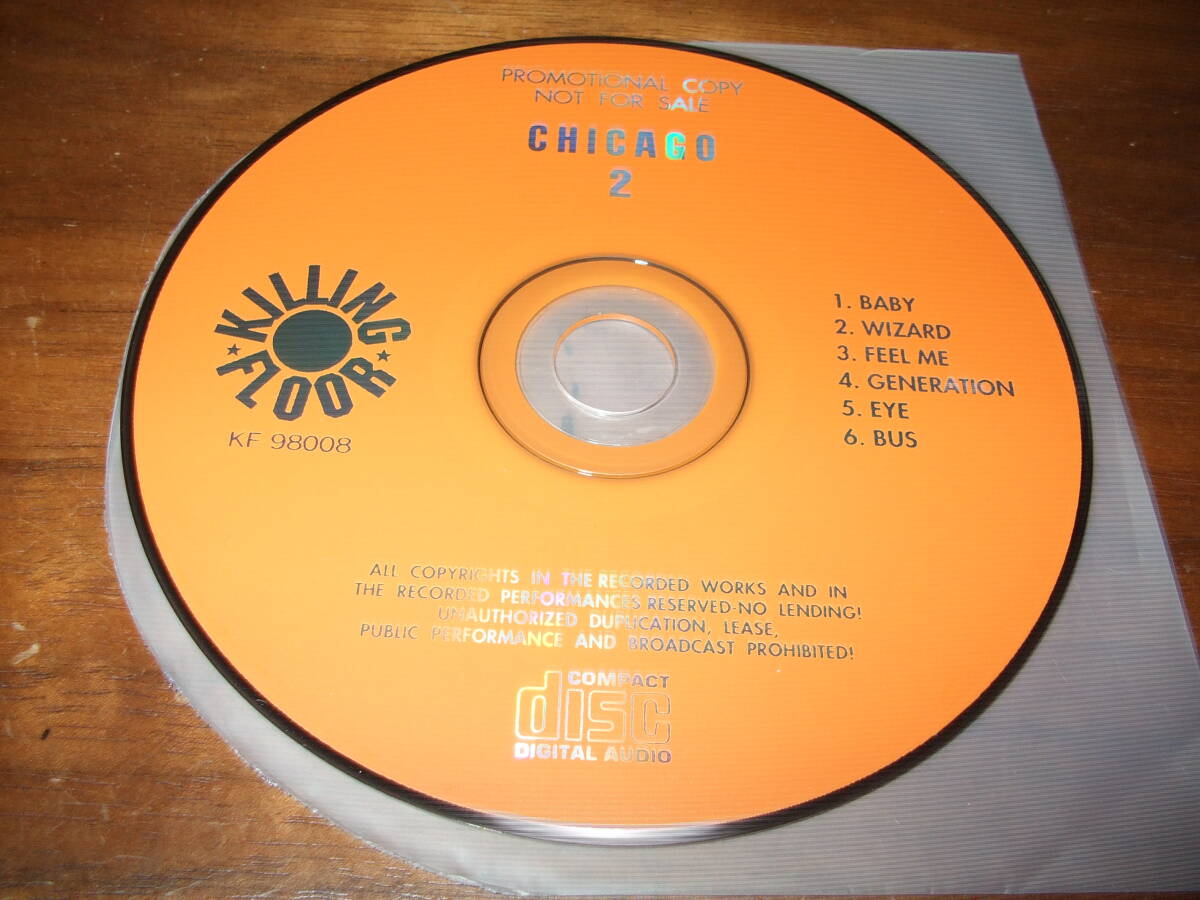 PROMOTIONAL COPY
NOT FOR SALE
CHICAGO
2
KILLING
FLOOR
KF 98008
1. BABY
2. WIZARD
3. FEEL ME
4. GENERATION
5. EYE
6. BUS
ALL COPYRIGHTS IN THE RECORDED WORKS AND IN
THE RECORDED PERFORMANCES RESERVED-NO LENDING!
UNAUTHORIZED DUPLICATION, LEASE,
PUBLIC PERFORMANCE AND BROADCAST PROHIBITED!
COMPACT
disc
DIGITAL AUDIO